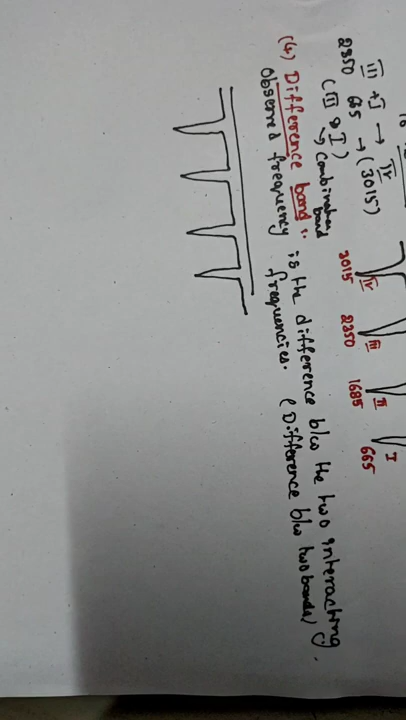 III + I → IV
2350 665 → (3015)
(III & I)
↳ Combination
band
IV III II I
3015 2350 1685 665
(4) Difference band :.
Observed frequency is the difference b/w the two interacting
frequencies. (Difference b/w two bands)